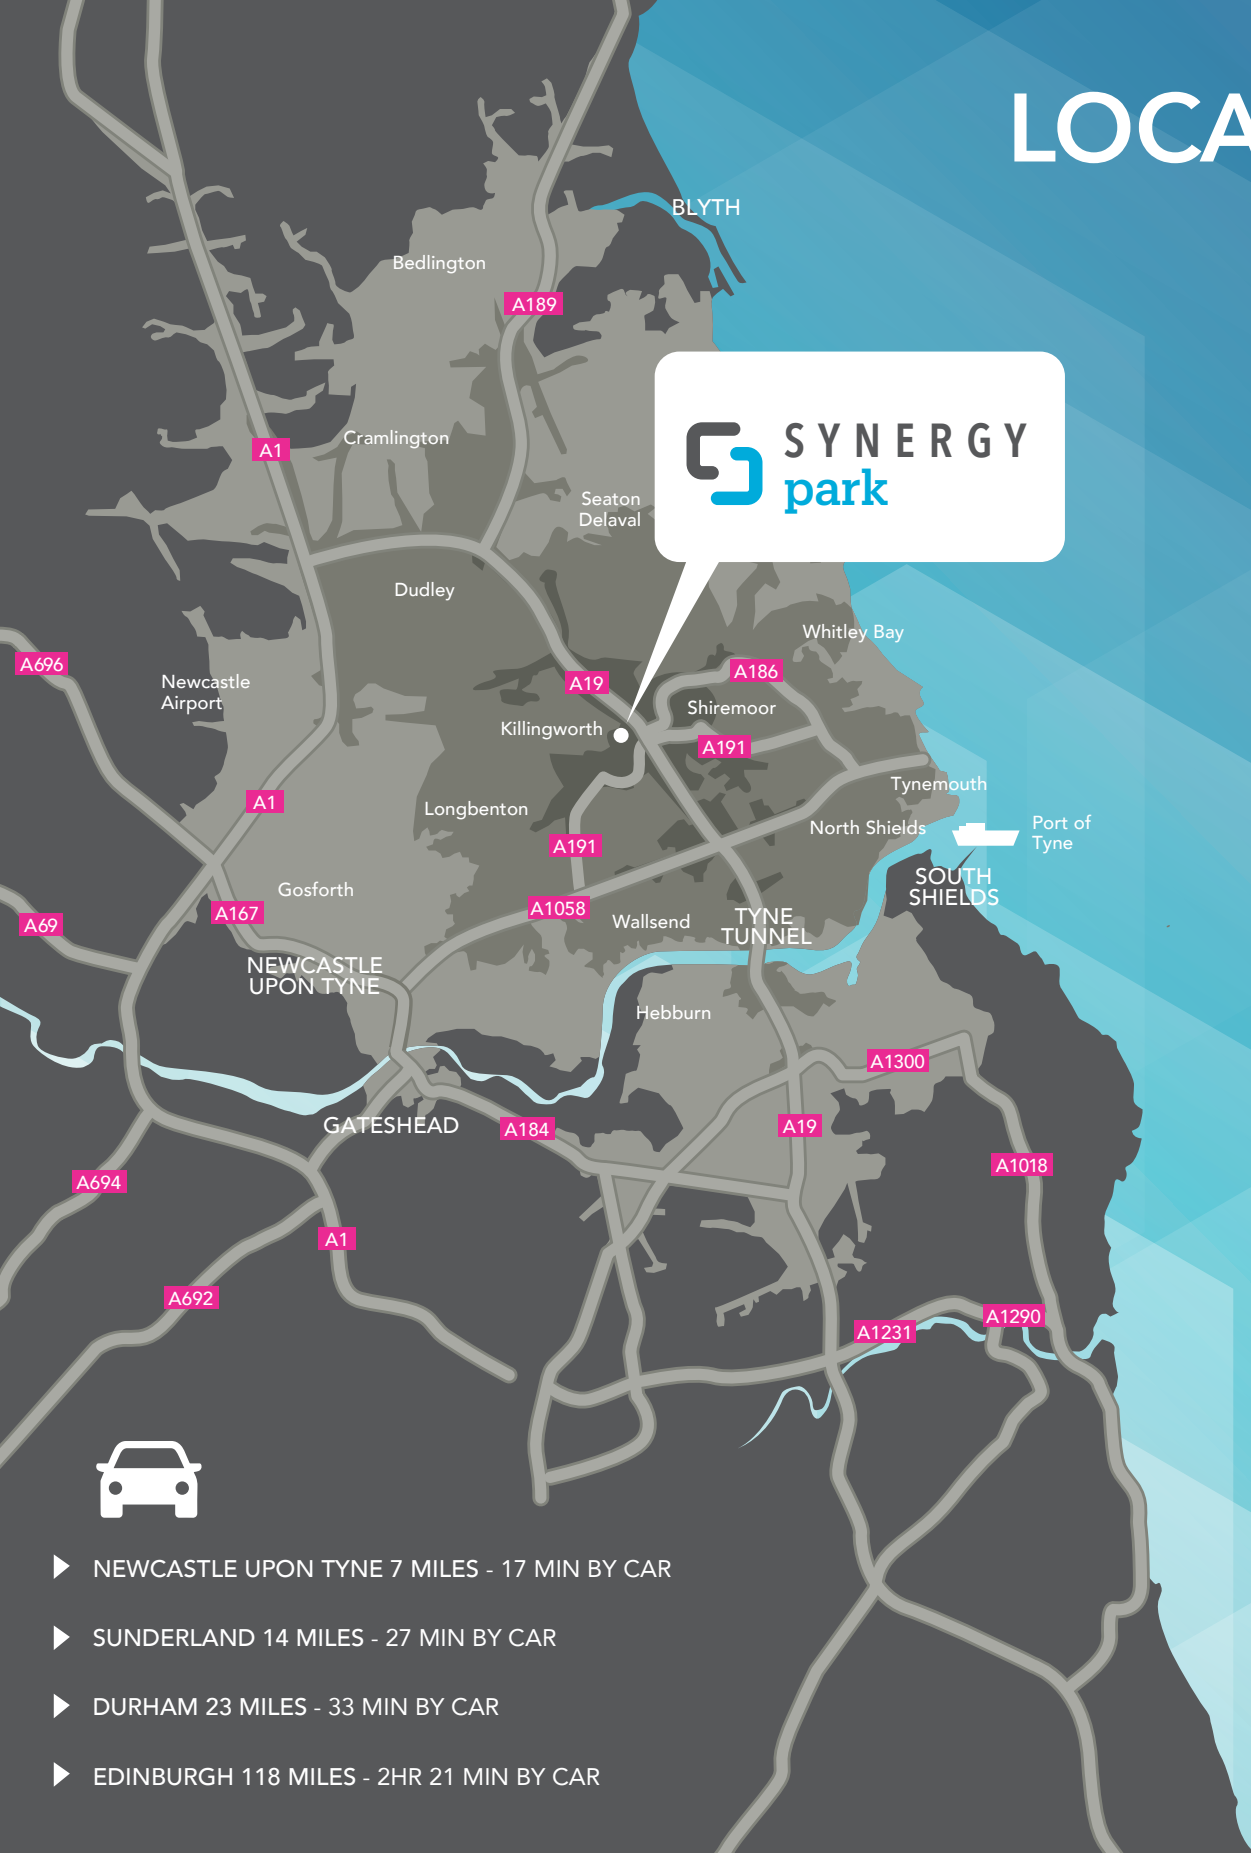 LOCA
BLYTH
Bedlington
A189
SYNERGY
park
Cramlington
A1
Seaton
Delaval
Dudley
Whitley Bay
A696
A186
Newcastle
Airport
A19
Shiremoor
Killingworth
A191
Tynemouth
A1
Longbenton
North Shields
Port of
Tyne
A191
SOUTH
SHIELDS
Gosforth
A167
A1058
A69
Wallsend
TYNE
TUNNEL
NEWCASTLE
UPON TYNE
Hebburn
A1300
GATESHEAD
A184
A19
A1018
A694
A1
A692
A1290
A1231
NEWCASTLE UPON TYNE 7 MILES - 17 MIN BY CAR
SUNDERLAND 14 MILES - 27 MIN BY CAR
DURHAM 23 MILES - 33 MIN BY CAR
EDINBURGH 118 MILES - 2HR 21 MIN BY CAR